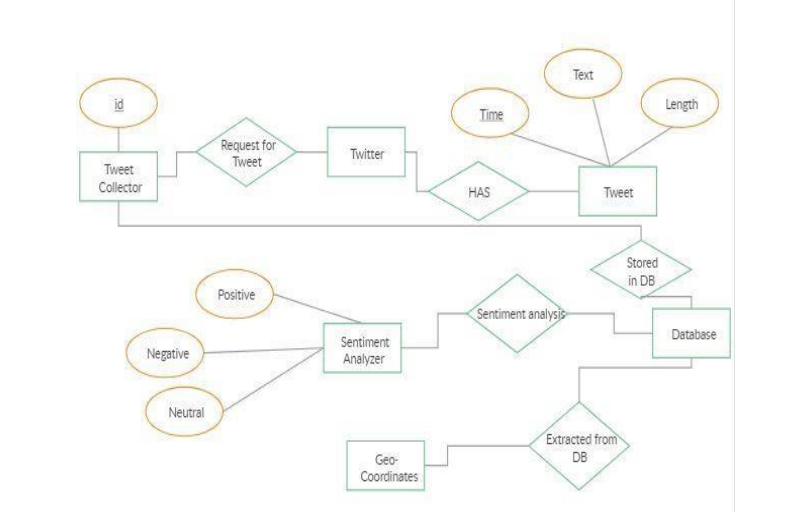 Text
id
Time
Length
Request for
Tweet
Twitter
Tweet
Collector
HAS
Tweet
Stored
in DB
Positive
Sentiment analysis
Sentiment
Analyzer
Database
Negative
Neutral
Extracted from
DB
Geo-
Coordinates